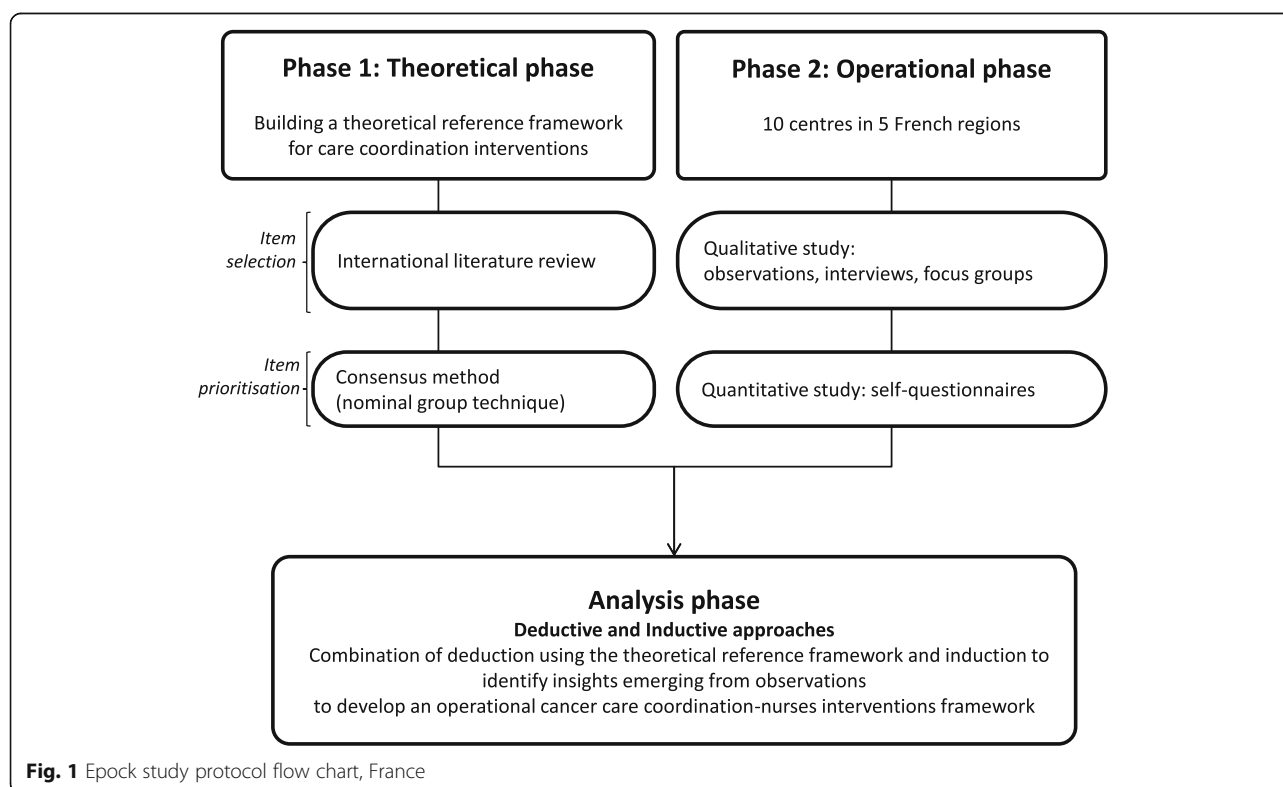 Phase 1: Theoretical phase
Building a theoretical reference framework
for care coordination interventions
Phase 2: Operational phase
10 centres in 5 French regions
Item
selection
International literature review
Qualitative study:
observations, interviews, focus groups
Item
prioritisation
Consensus method
(nominal group technique)
Quantitative study: self-questionnaires
Analysis phase
Deductive and Inductive approaches
Combination of deduction using the theoretical reference framework and induction to
identify insights emerging from observations
to develop an operational cancer care coordination-nurses interventions framework
Fig. 1 Epock study protocol flow chart, France